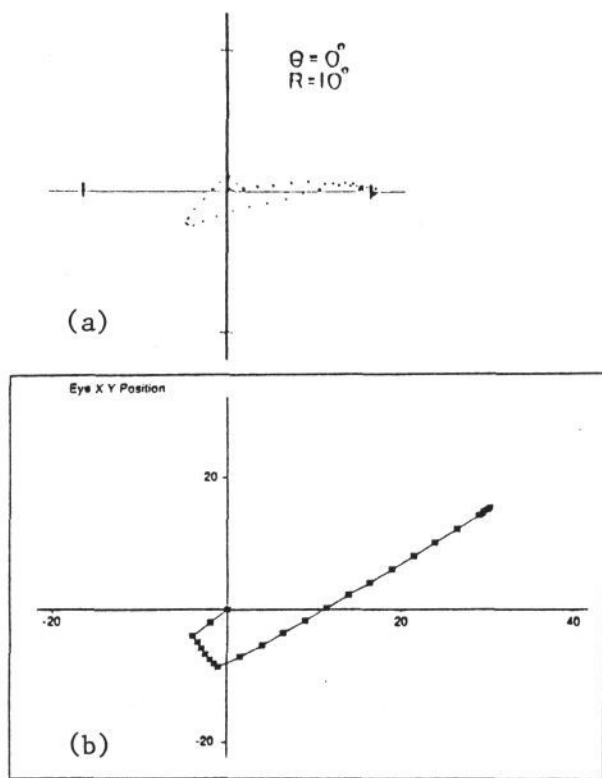 θ = 0°
R = 10°
(a)
Eye X Y Position
20
-20
20
40
-20
(b)